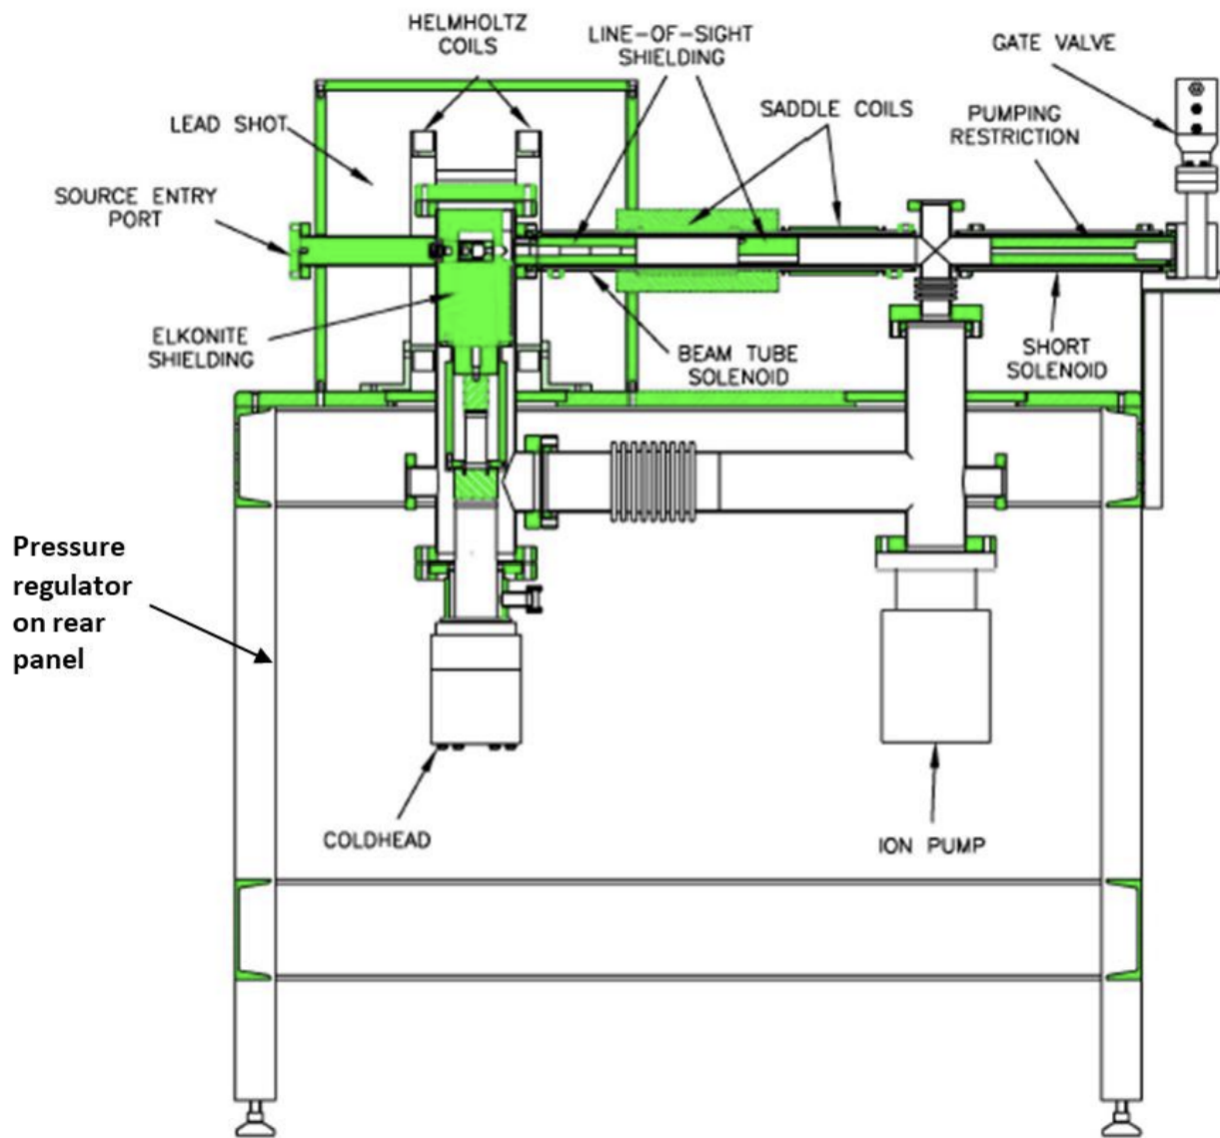 HELMHOLTZ
COILS
LINE-OF-SIGHT
SHIELDING
GATE VALVE
LEAD SHOT
SADDLE COILS
PUMPING
RESTRICTION
SOURCE ENTRY
PORT
ELKONITE
SHIELDING
BEAM TUBE
SOLENOID
SHORT
SOLENOID
Pressure
regulator
on rear
panel
COLDHEAD
ION PUMP